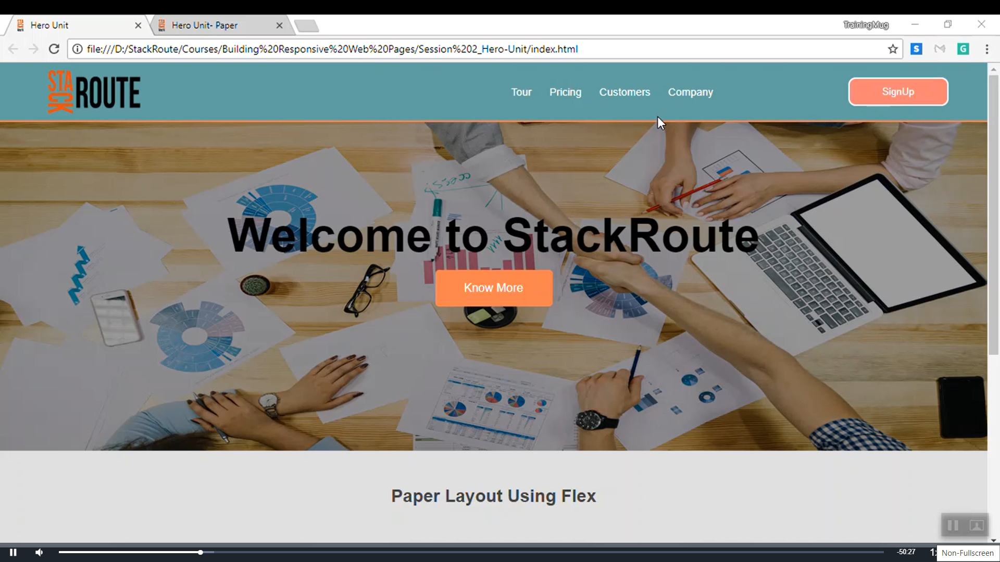 Hero Unit
Hero Unit- Paper
TrainingMug
file:///D:/StackRoute/Courses/Building%20Responsive%20Web%20Pages/Session%202_Hero-Unit/index.html
S
G
STACK ROUTE
Tour
Pricing
Customers
Company
SignUp
Welcome to StackRoute
Know More
Paper Layout Using Flex
-50:27
Non-Fullscreen